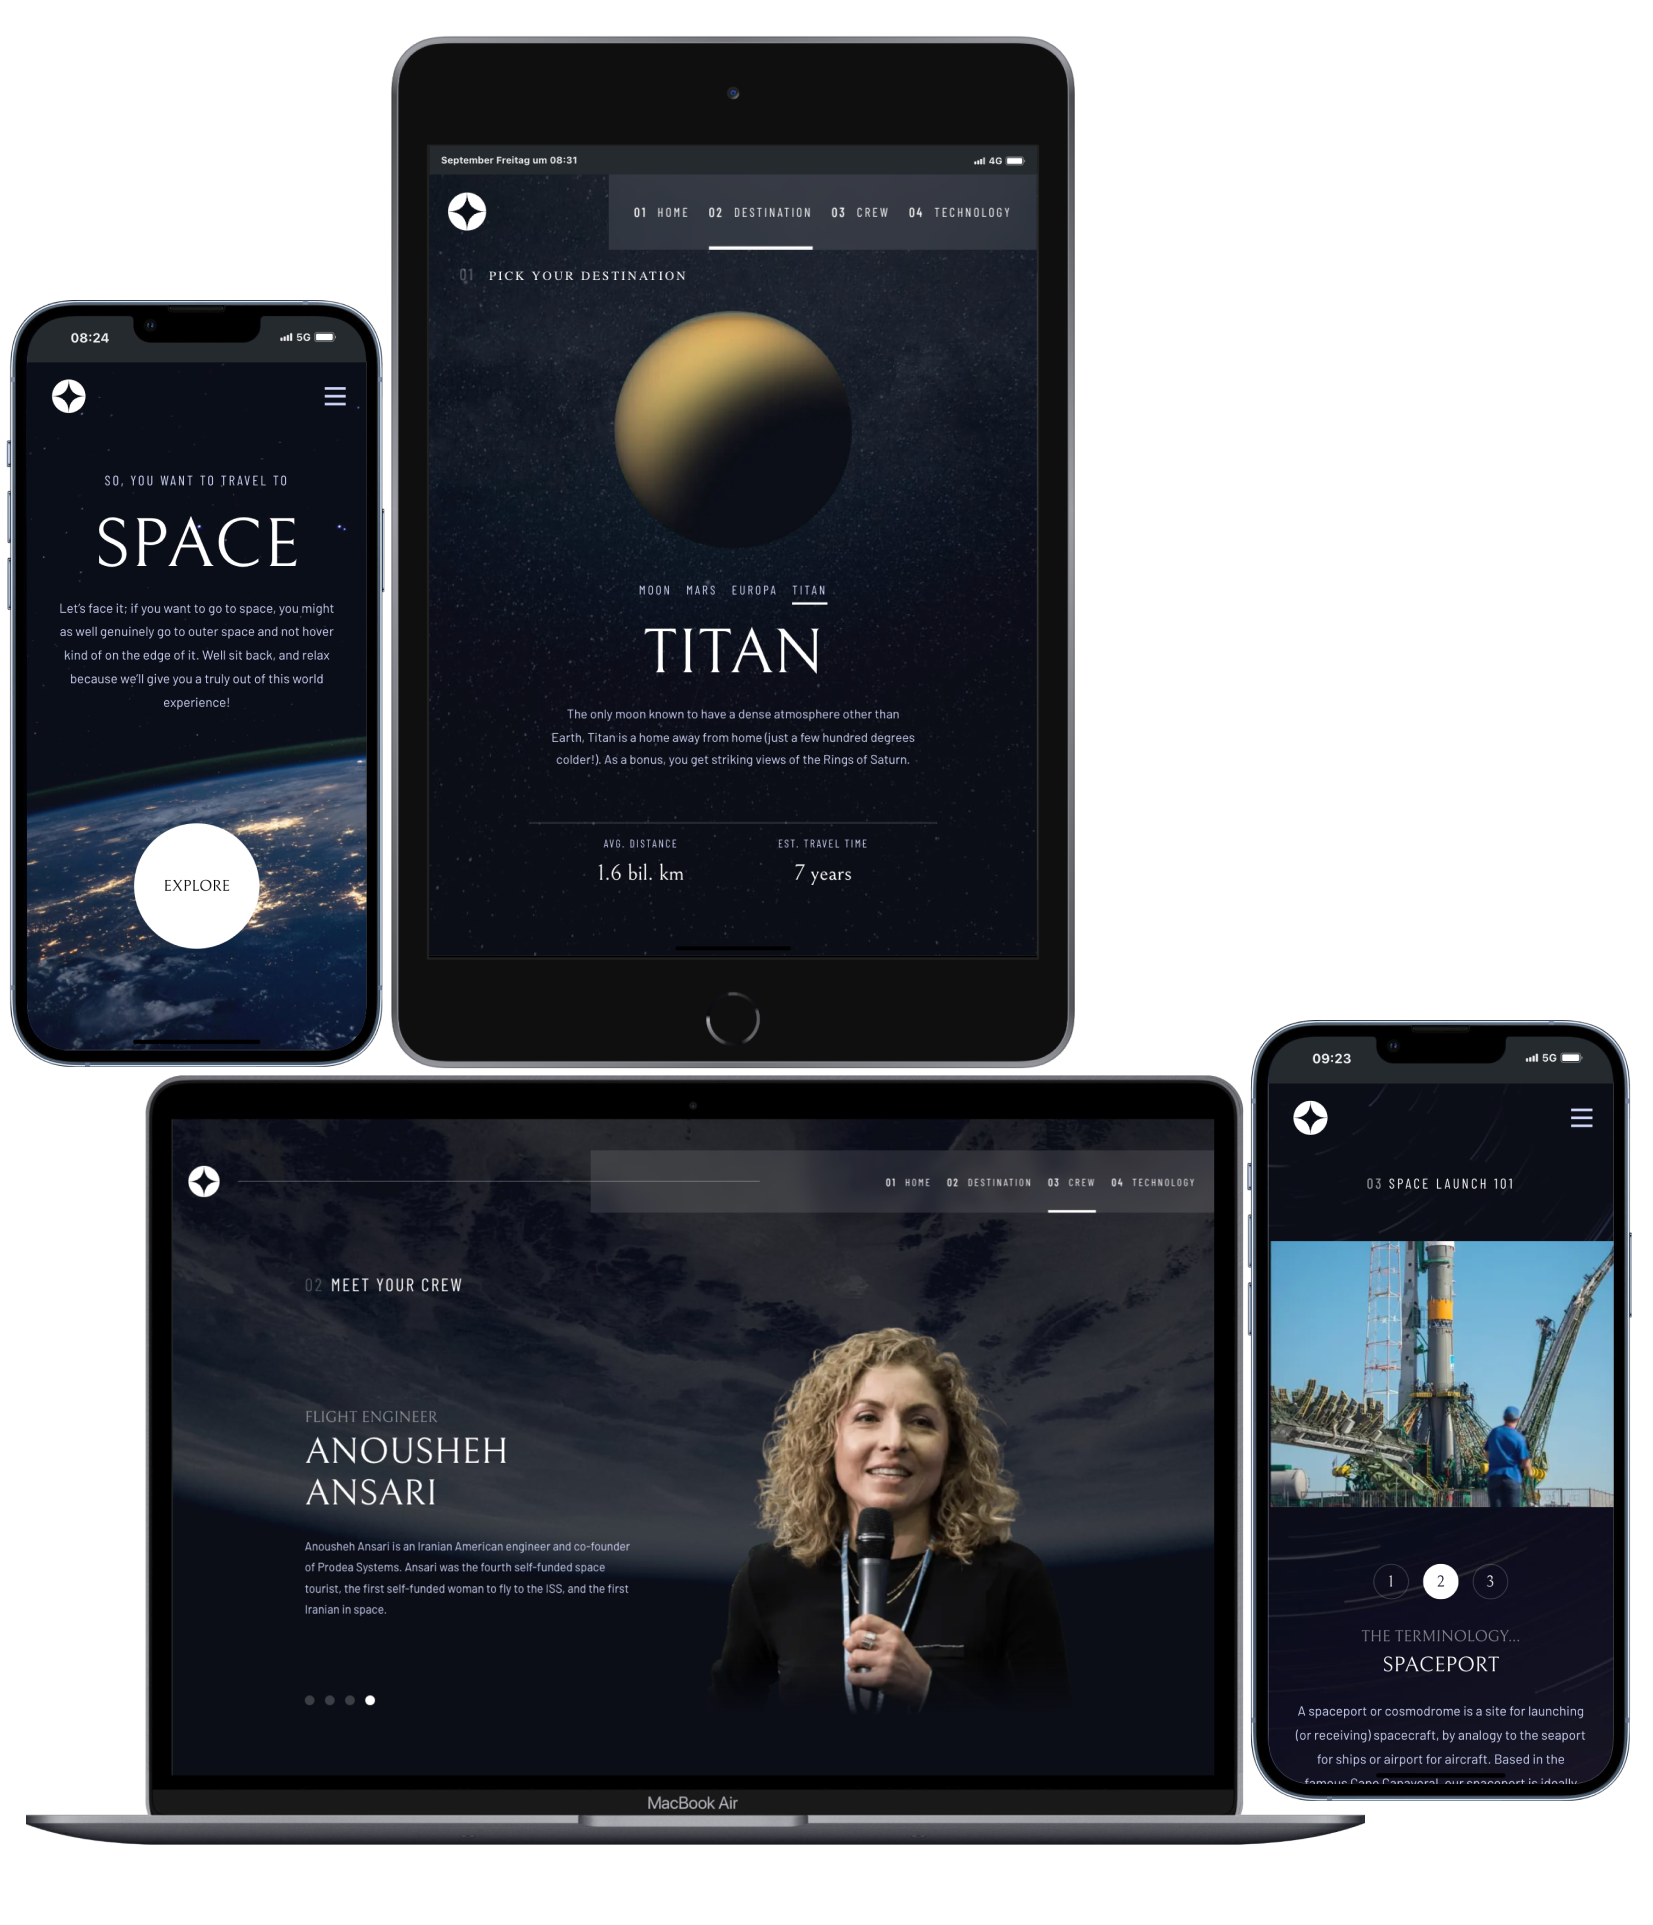 08:24
5G
SO, YOU WANT TO TRAVEL TO
SPACE
Let's face it; if you want to go to space, you might
as well genuinely go to outer space and not hover
kind of on the edge of it. Well sit back, and relax
because we'll give you a truly out of this world
experience!
EXPLORE
September Freitag um 08:31
4G
01 HOME 02 DESTINATION 03 CREW 04 TECHNOLOGY
01 PICK YOUR DESTINATION
MOON MARS EUROPA TITAN
TITAN
The only moon known to have a dense atmosphere other than
Earth, Titan is a home away from home (just a few hundred degrees
colder!). As a bonus, you get striking views of the Rings of Saturn.
AVG. DISTANCE EST. TRAVEL TIME
1.6 bil. km 7 years
01 HOME 02 DESTINATION 03 CREW 04 TECHNOLOGY
02 MEET YOUR CREW
FLIGHT ENGINEER
ANOUSHEH
ANSARI
Anousheh Ansari is an Iranian American engineer and co-founder
of Prodea Systems. Ansari was the fourth self-funded space
tourist, the first self-funded woman to fly to the ISS, and the first
Iranian in space.
MacBook Air
09:23
5G
03 SPACE LAUNCH 101
1 2 3
THE TERMINOLOGY...
SPACEPORT
A spaceport or cosmodrome is a site for launching
(or receiving) spacecraft, by analogy to the seaport
for ships or airport for aircraft. Based in the
famous Cape Canaveral, our spaceport is ideally